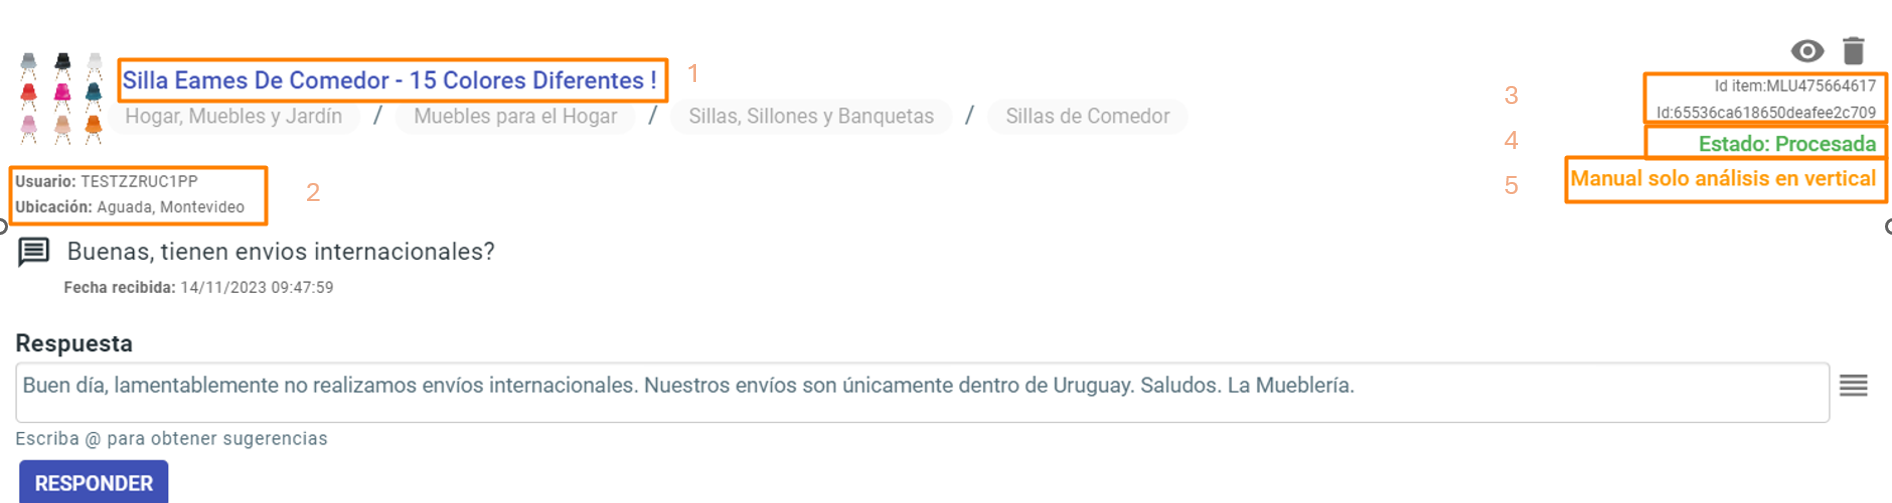 Silla Eames De Comedor - 15 Colores Diferentes ! 1
Hogar, Muebles y Jardín / Muebles para el Hogar / Sillas, Sillones y Banquetas / Sillas de Comedor
3 Id item:MLU475664617
Id:65536ca618650deafee2c709
4 Estado: Procesada
5 Manual solo análisis en vertical
Usuario: TESTZZRUC1PP 2
Ubicación: Aguada, Montevideo
Buenas, tienen envios internacionales?
Fecha recibida: 14/11/2023 09:47:59
Respuesta
Buen día, lamentablemente no realizamos envíos internacionales. Nuestros envíos son únicamente dentro de Uruguay. Saludos. La Mueblería.
Escriba @ para obtener sugerencias
RESPONDER